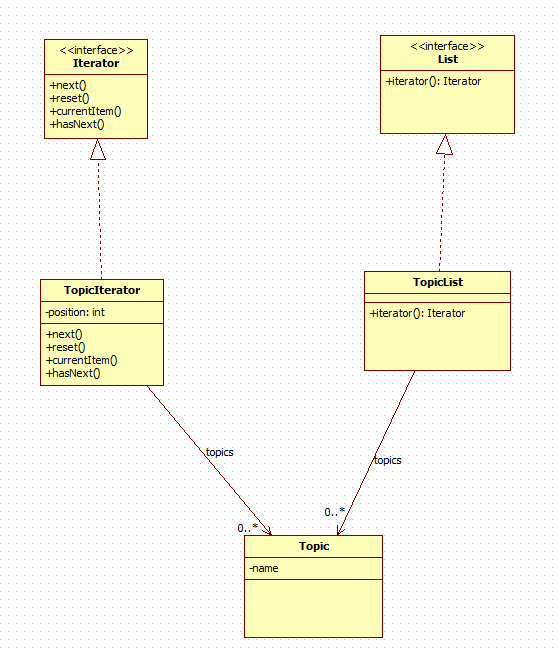 <<interface>>
Iterator
+next()
+reset()
+currentItem()
+hasNext()
<<interface>>
List
+iterator(): Iterator
TopicIterator
-position: int
+next()
+reset()
+currentItem()
+hasNext()
TopicList
+iterator(): Iterator
topics
0..*
topics
0..*
Topic
-name